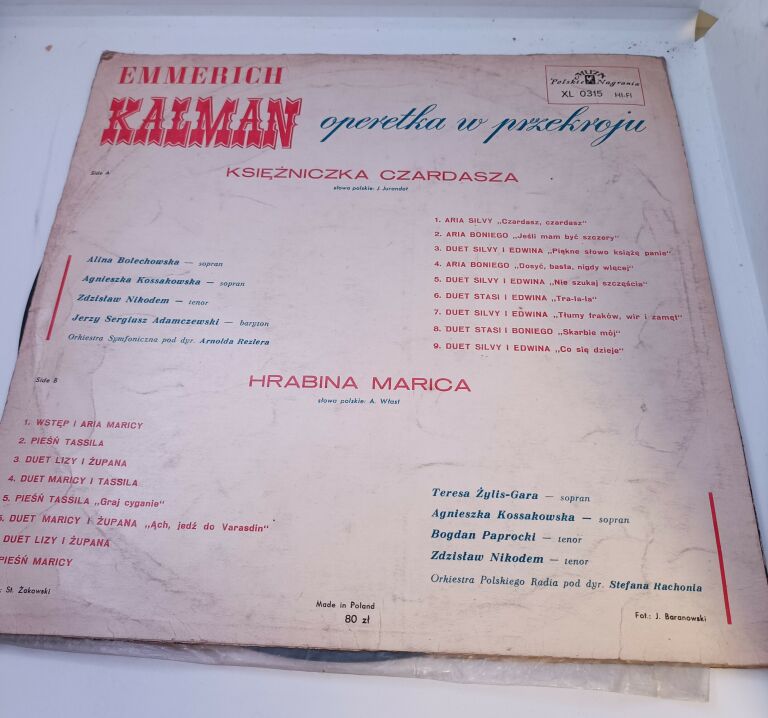 EMMERICH
KALMAN operetka w przekroju
MUZA
Polskie Nagrania
XL 0315 HI-FI
Side A
KSIĘŻNICZKA CZARDASZA
słowa polskie: J. Jurandot
1. ARIA SILVY „Czardasz, czardasz"
2. ARIA BONIEGO „Jeśli mam być szczery"
3. DUET SILVY I EDWINA „Piękne słowo książę panie"
4. ARIA BONIEGO „Dosyć, basta, nigdy więcej"
5. DUET SILVY I EDWINA „Nie szukaj szczęścia"
6. DUET STASI I EDWINA „Tra-la-la"
7. DUET SILVY I EDWINA „Tłumy fraków, wir i zamęt"
8. DUET STASI I BONIEGO „Skarbie mój"
9. DUET SILVY I EDWINA „Co się dzieje"
Alina Bolechowska — sopran
Agnieszka Kossakowska — sopran
Zdzisław Nikodem — tenor
Jerzy Sergiusz Adamczewski — baryton
Orkiestra Symfoniczna pod dyr. Arnolda Rezlera
Side B
HRABINA MARICA
słowa polskie: A. Włast
1. WSTĘP I ARIA MARICY
2. PIEŚŃ TASSILA
3. DUET LIZY I ŻUPANA
4. DUET MARICY I TASSILA
5. PIEŚŃ TASSILA „Graj cyganie"
DUET MARICY I ŻUPANA „Ach, jedź do Varasdin"
DUET LIZY I ŻUPANA
PIEŚŃ MARICY
Teresa Żylis-Gara — sopran
Agnieszka Kossakowska — sopran
Bogdan Paprocki — tenor
Zdzisław Nikodem — tenor
Orkiestra Polskiego Radia pod dyr. Stefana Rachonia
: St. Żakowski
Made in Poland
80 zł
Fot.: J. Baranowski